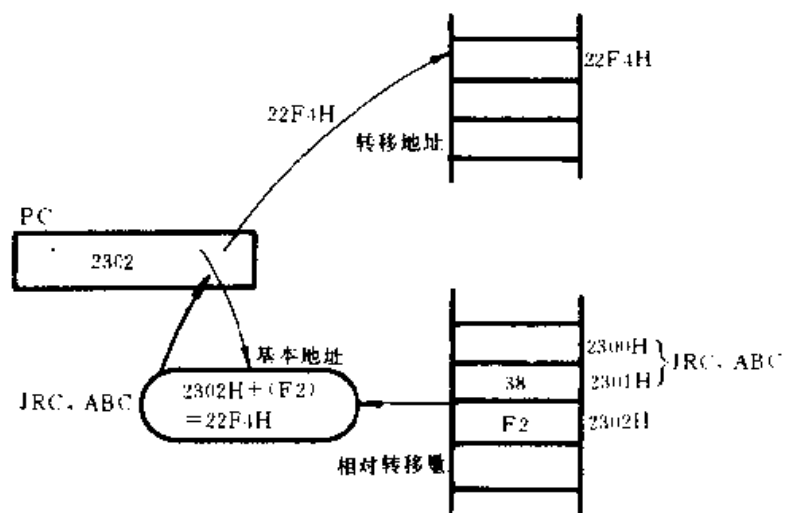 22F4H
22F4H
转移地址
PC
2302
基本地址
2300H
JRC, ABC
38
2301H
JRC, ABC
2302H+(F2)
=22F4H
F2
2302H
相对转移量